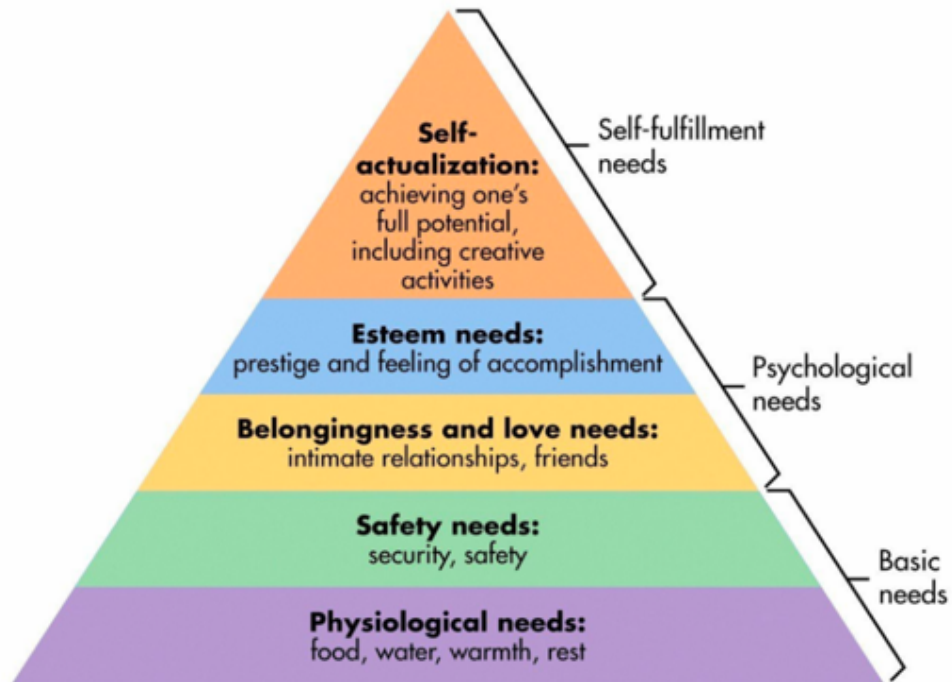 Self-
actualization:
achieving one's
full potential,
including creative
activities
Self-fulfillment
needs
Esteem needs:
prestige and feeling of accomplishment
Belongingness and love needs:
intimate relationships, friends
Psychological
needs
Safety needs:
security, safety
Physiological needs:
food, water, warmth, rest
Basic
needs